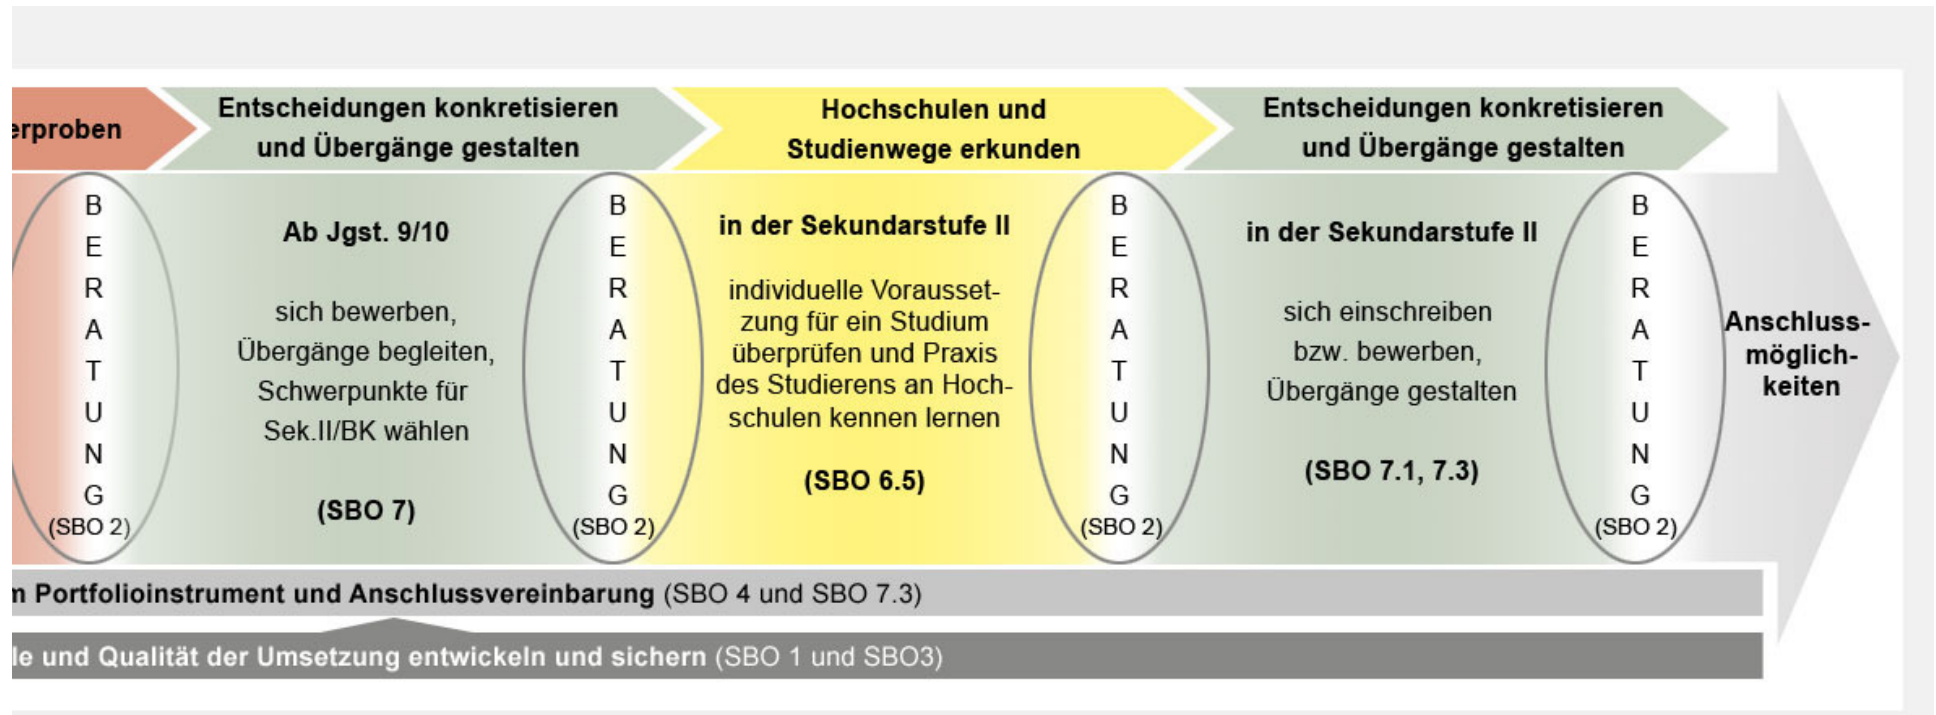 erproben
Entscheidungen konkretisieren
und Übergänge gestalten
Hochschulen und
Studienwege erkunden
Entscheidungen konkretisieren
und Übergänge gestalten
B
E
R
A
T
U
N
G
(SBO 2)
Ab Jgst. 9/10
sich bewerben,
Übergänge begleiten,
Schwerpunkte für
Sek.II/BK wählen
(SBO 7)
B
E
R
A
T
U
N
G
(SBO 2)
in der Sekundarstufe II
individuelle Vorausset-
zung für ein Studium
überprüfen und Praxis
des Studierens an Hoch-
schulen kennen lernen
(SBO 6.5)
B
E
R
A
T
U
N
G
(SBO 2)
in der Sekundarstufe II
sich einschreiben
bzw. bewerben,
Übergänge gestalten
(SBO 7.1, 7.3)
B
E
R
A
T
U
N
G
(SBO 2)
Anschluss-
möglich-
keiten
Portfolioinstrument und Anschlussvereinbarung (SBO 4 und SBO 7.3)
le und Qualität der Umsetzung entwickeln und sichern (SBO 1 und SBO3)